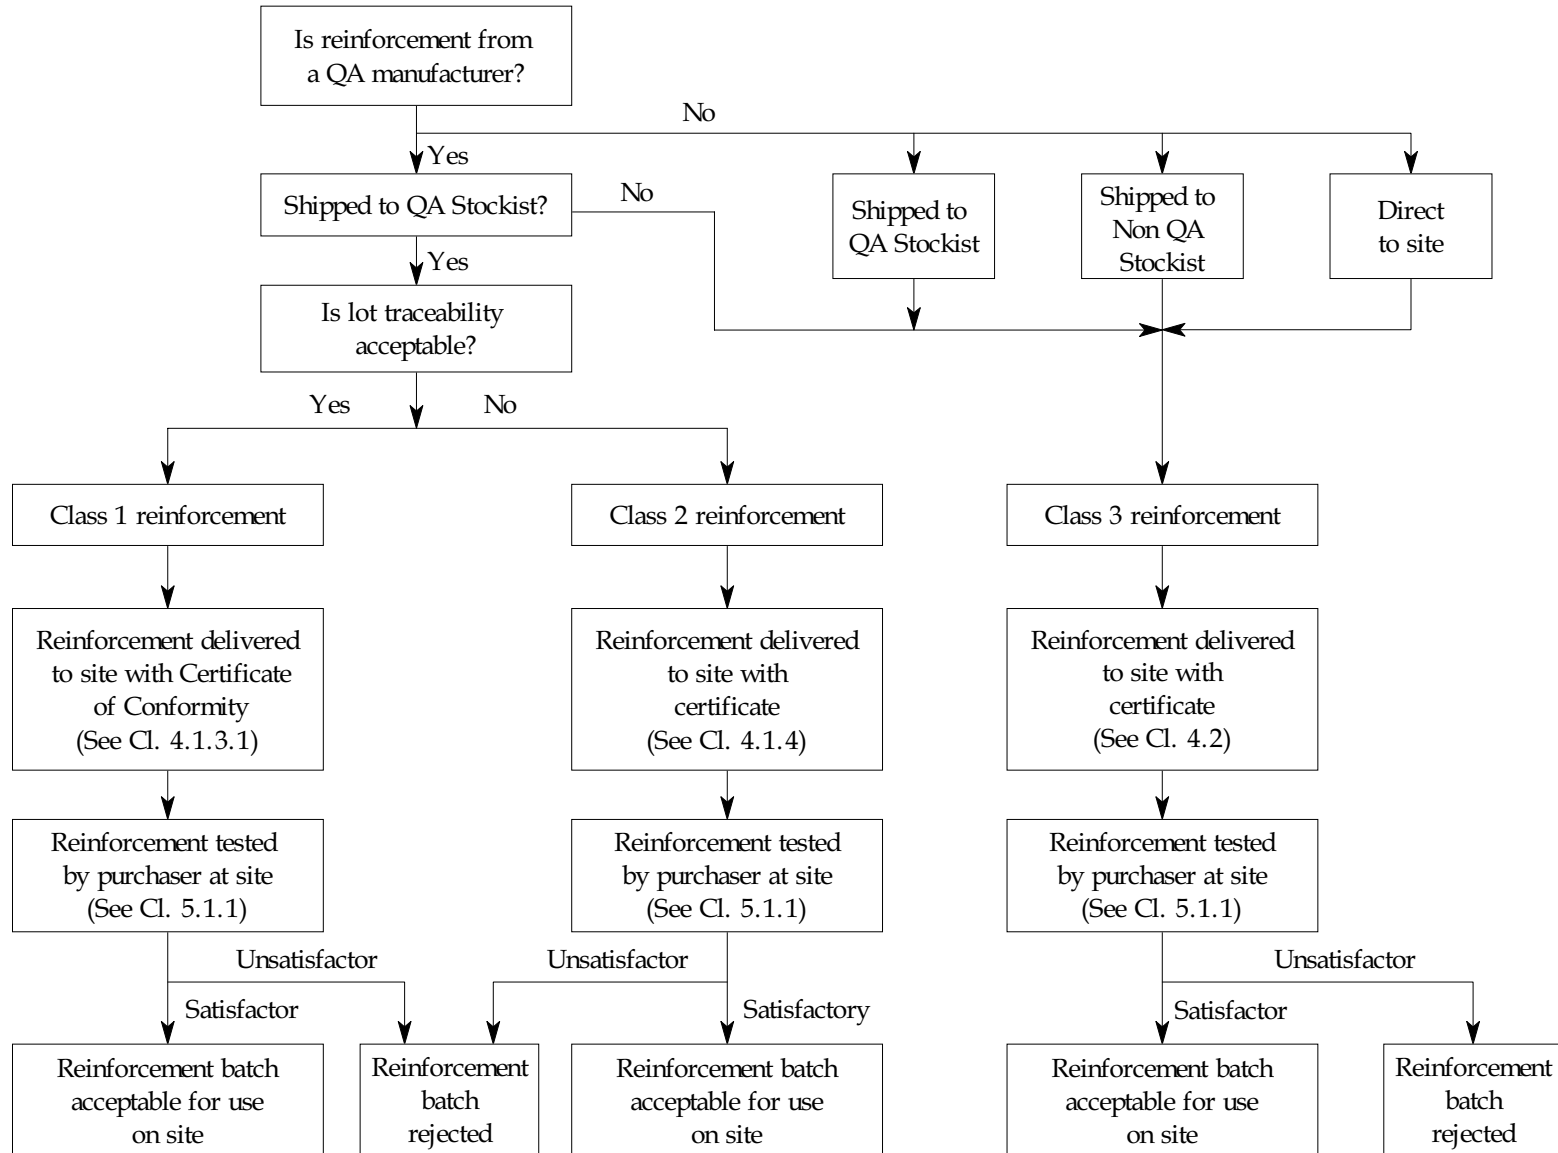 Is reinforcement from
a QA manufacturer?
No
Yes
Shipped to QA Stockist?
No
Shipped to
QA Stockist
Shipped to
Non QA
Stockist
Direct
to site
Yes
Is lot traceability
acceptable?
Yes
No
Class 1 reinforcement
Class 2 reinforcement
Class 3 reinforcement
Reinforcement delivered
to site with Certificate
of Conformity
(See Cl. 4.1.3.1)
Reinforcement delivered
to site with
certificate
(See Cl. 4.1.4)
Reinforcement delivered
to site with
certificate
(See Cl. 4.2)
Reinforcement tested
by purchaser at site
(See Cl. 5.1.1)
Reinforcement tested
by purchaser at site
(See Cl. 5.1.1)
Reinforcement tested
by purchaser at site
(See Cl. 5.1.1)
Unsatisfactor
Satisfactor
Unsatisfactor
Satisfactory
Unsatisfactor
Satisfactor
Reinforcement batch
acceptable for use
on site
Reinforcement
batch
rejected
Reinforcement batch
acceptable for use
on site
Reinforcement batch
acceptable for use
on site
Reinforcement
batch
rejected